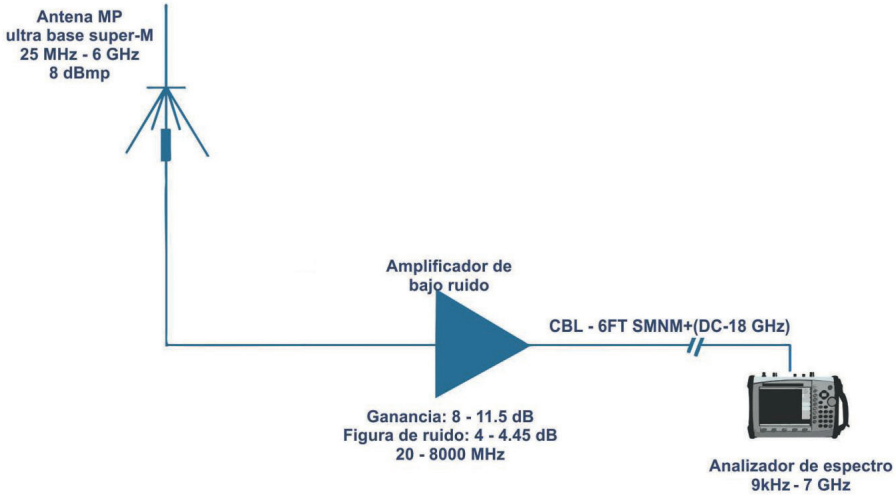 Antena MP
ultra base super-M
25 MHz - 6 GHz
8 dBmp
Amplificador de
bajo ruido
CBL - 6FT SMNM+(DC-18 GHz)
Ganancia: 8 - 11.5 dB
Figura de ruido: 4 - 4.45 dB
20 - 8000 MHz
Analizador de espectro
9kHz - 7 GHz